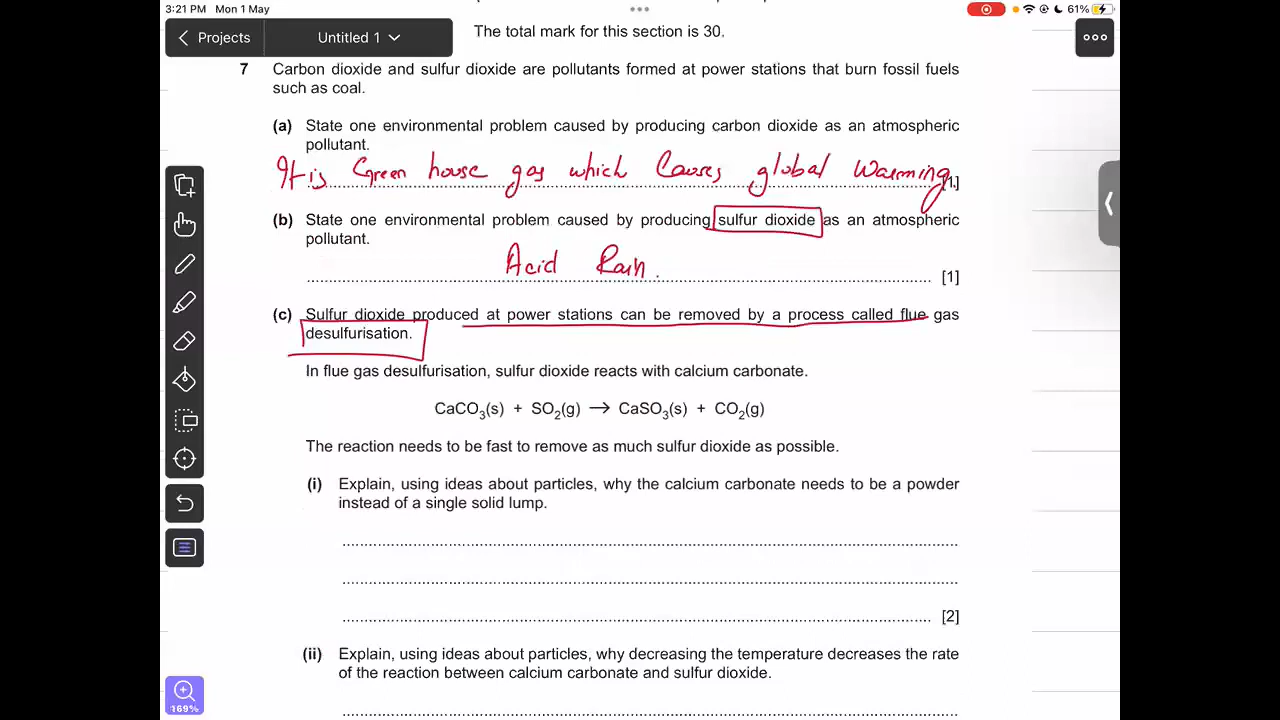 3:21 PM Mon 1 May
61%
Projects
Untitled 1
The total mark for this section is 30.
7 Carbon dioxide and sulfur dioxide are pollutants formed at power stations that burn fossil fuels
such as coal.
(a) State one environmental problem caused by producing carbon dioxide as an atmospheric
pollutant.
It is Green house gas which Causes global Warming.
[1]
(b) State one environmental problem caused by producing sulfur dioxide as an atmospheric
pollutant.
Acid Rain.
[1]
(c) Sulfur dioxide produced at power stations can be removed by a process called flue gas
desulfurisation.
In flue gas desulfurisation, sulfur dioxide reacts with calcium carbonate.
CaCO₃(s) + SO₂(g) → CaSO₃(s) + CO₂(g)
The reaction needs to be fast to remove as much sulfur dioxide as possible.
(i) Explain, using ideas about particles, why the calcium carbonate needs to be a powder
instead of a single solid lump.
[2]
(ii) Explain, using ideas about particles, why decreasing the temperature decreases the rate
of the reaction between calcium carbonate and sulfur dioxide.
169%